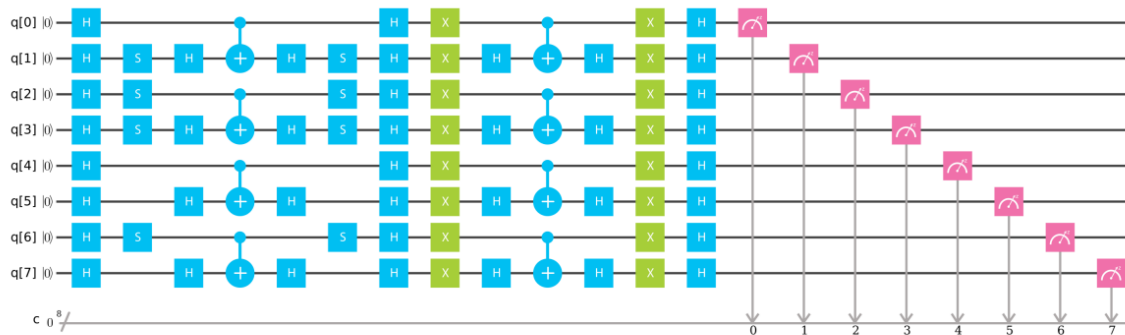 q[0] |0⟩ H H X X H
q[1] |0⟩ H S H + H S H X H + H X H
q[2] |0⟩ H S S H X X H
q[3] |0⟩ H S H + H S H X H + H X H
q[4] |0⟩ H H X X H
q[5] |0⟩ H H + H H X H + H X H
q[6] |0⟩ H S S H X X H
q[7] |0⟩ H H + H H X H + H X H
c 0 8
0 1 2 3 4 5 6 7